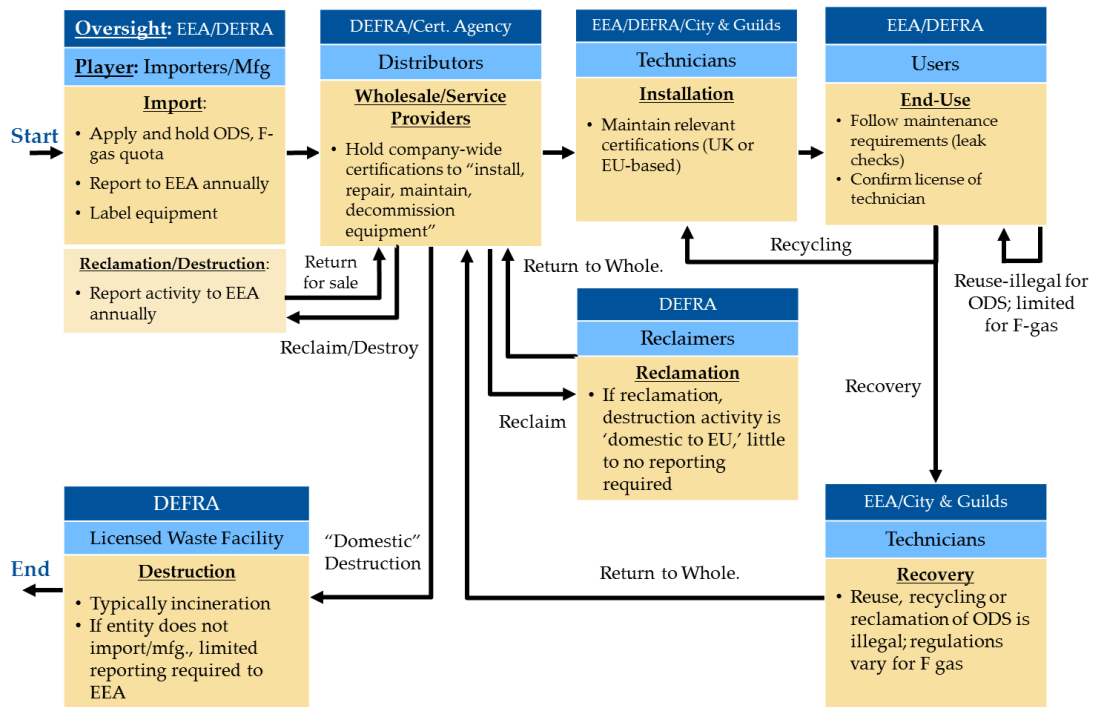 Oversight: EEA/DEFRA
Player: Importers/Mfg
Import:
• Apply and hold ODS, F-
gas quota
• Report to EEA annually
• Label equipment
Reclamation/Destruction:
• Report activity to EEA
annually
Start
DEFRA/Cert. Agency
Distributors
Wholesale/Service
Providers
• Hold company-wide
certifications to “install,
repair, maintain,
decommission
equipment”
EEA/DEFRA/City & Guilds
Technicians
Installation
• Maintain relevant
certifications (UK or
EU-based)
EEA/DEFRA
Users
End-Use
• Follow maintenance
requirements (leak
checks)
• Confirm license of
technician
Return
for sale
Reclaim/Destroy
Return to Whole.
Recycling
Reuse-illegal for
ODS; limited
for F-gas
DEFRA
Reclaimers
Reclamation
• If reclamation,
destruction activity is
‘domestic to EU,’ little
to no reporting
required
Reclaim
Recovery
DEFRA
Licensed Waste Facility
Destruction
• Typically incineration
• If entity does not
import/mfg., limited
reporting required to
EEA
End
“Domestic”
Destruction
Return to Whole.
EEA/City & Guilds
Technicians
Recovery
• Reuse, recycling or
reclamation of ODS is
illegal; regulations
vary for F gas